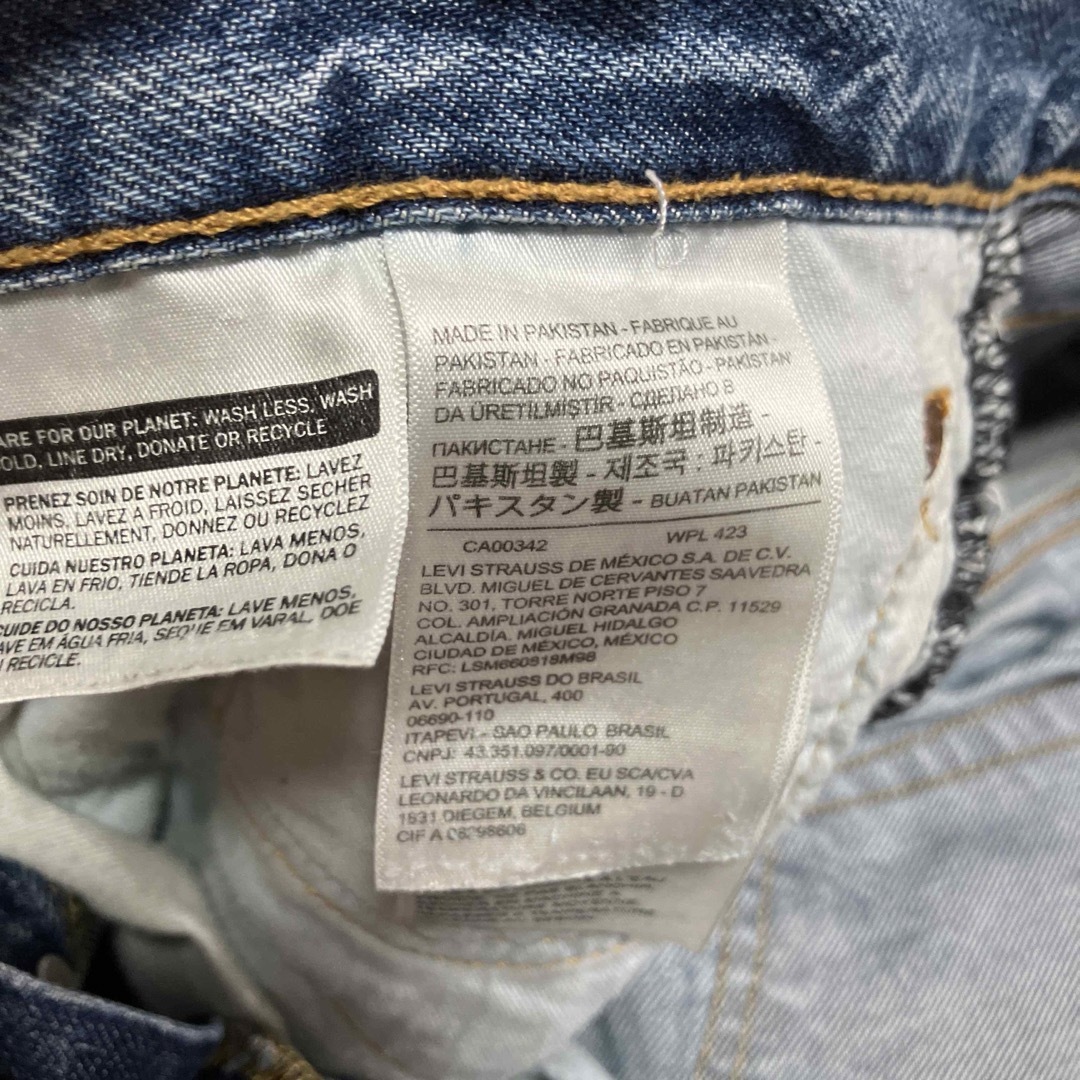 ARE FOR OUR PLANET: WASH LESS, WASH
OLD, LINE DRY, DONATE OR RECYCLE
PRENEZ SOIN DE NOTRE PLANETE: LAVEZ
MOINS, LAVEZ A FROID, LAISSEZ SECHER
NATURELLEMENT, DONNEZ OU RECYCLEZ
CUIDA NUESTRO PLANETA: LAVA MENOS,
LAVA EN FRIO, TIENDE LA ROPA, DONA O
RECICLA.
CUIDE DO NOSSO PLANETA: LAVE MENOS,
AVE EM ÁGUA FRIA, SEQUE EM VARAL, DOE
RECICLE.
MADE IN PAKISTAN - FABRIQUE AU
PAKISTAN - FABRICADO EN PAKISTÁN -
FABRICADO NO PAQUISTÃO - PAKISTAN'
DA ÜRETILMISTIR - СДЕЛАНО В
ПАКИСТАНЕ - 巴基斯坦制造 -
巴基斯坦製 - 제조국 : 파키스탄 -
パキスタン製 - BUATAN PAKISTAN
CA00342 WPL 423
LEVI STRAUSS DE MÉXICO S.A. DE C.V.
BLVD. MIGUEL DE CERVANTES SAAVEDRA
NO. 301, TORRE NORTE PISO 7
COL. AMPLIACIÓN GRANADA C.P. 11529
ALCALDÍA. MIGUEL HIDALGO
CIUDAD DE MÉXICO, MÉXICO
RFC: LSM660818M98
LEVI STRAUSS DO BRASIL
AV. PORTUGAL, 400
06690-110
ITAPEVI - SAO PAULO BRASIL
CNPJ: 43.351.097/0001-90
LEVI STRAUSS & CO. EU SCA/CVA
LEONARDO DA VINCILAAN, 19 - D
1831 DIEGEM, BELGIUM
CIF A